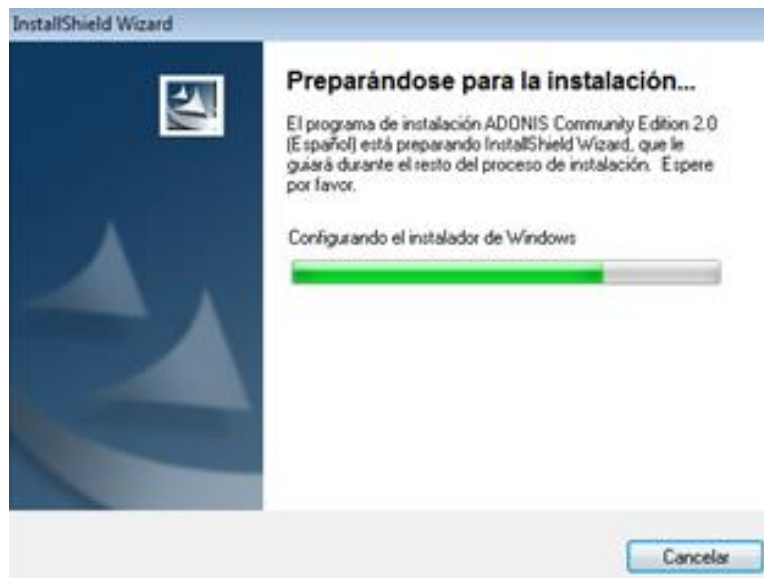 InstallShield Wizard
Preparándose para la instalación...
El programa de instalación ADONIS Community Edition 2.0
(Español) está preparando InstallShield Wizard, que le
guiará durante el resto del proceso de instalación. Espere
por favor.
Configurando el instalador de Windows
Cancelar